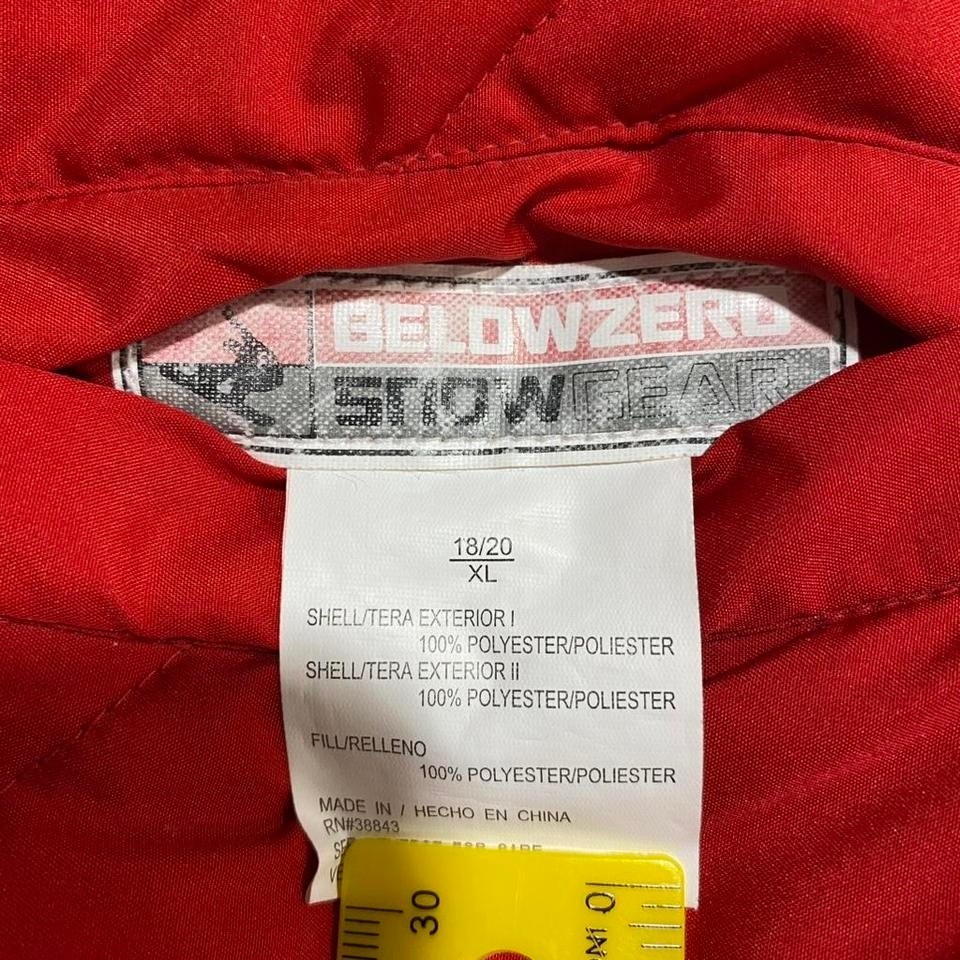 BELOWZERO
SNOWGEAR
18/20
XL
SHELL/TERA EXTERIOR I
100% POLYESTER/POLIESTER
SHELL/TERA EXTERIOR II
100% POLYESTER/POLIESTER
FILL/RELLENO
100% POLYESTER/POLIESTER
MADE IN / HECHO EN CHINA
RN#38843
30
0